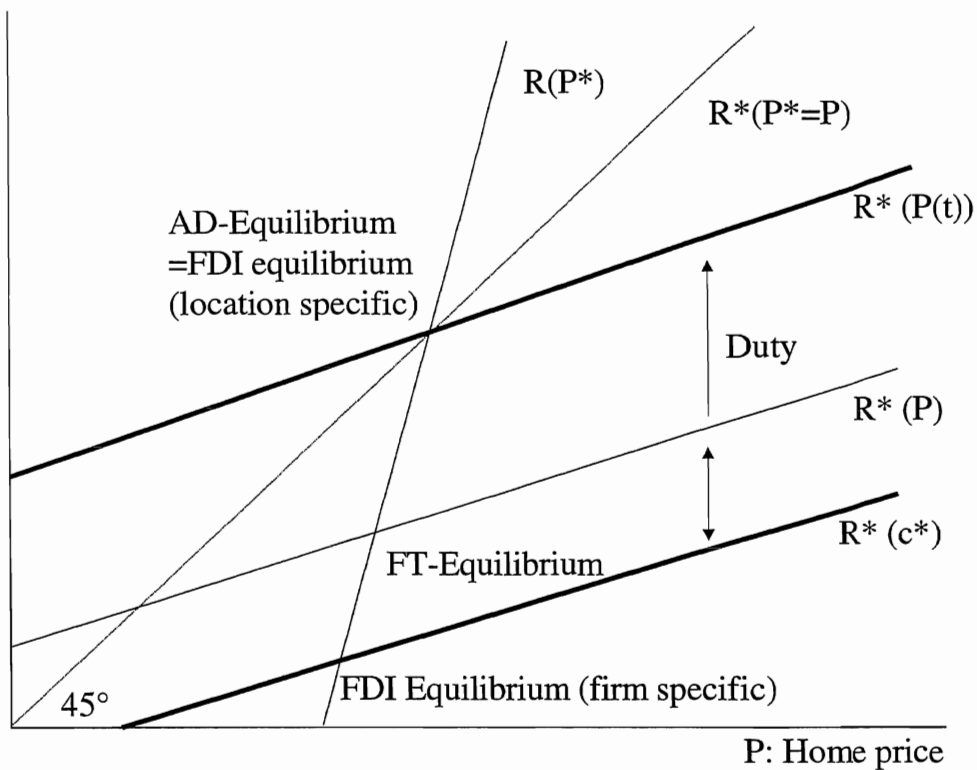 R(P*)
R*(P*=P)
R* (P(t))
AD-Equilibrium
=FDI equilibrium
(location specific)
Duty
R* (P)
R* (c*)
FT-Equilibrium
FDI Equilibrium (firm specific)
45°
P: Home price